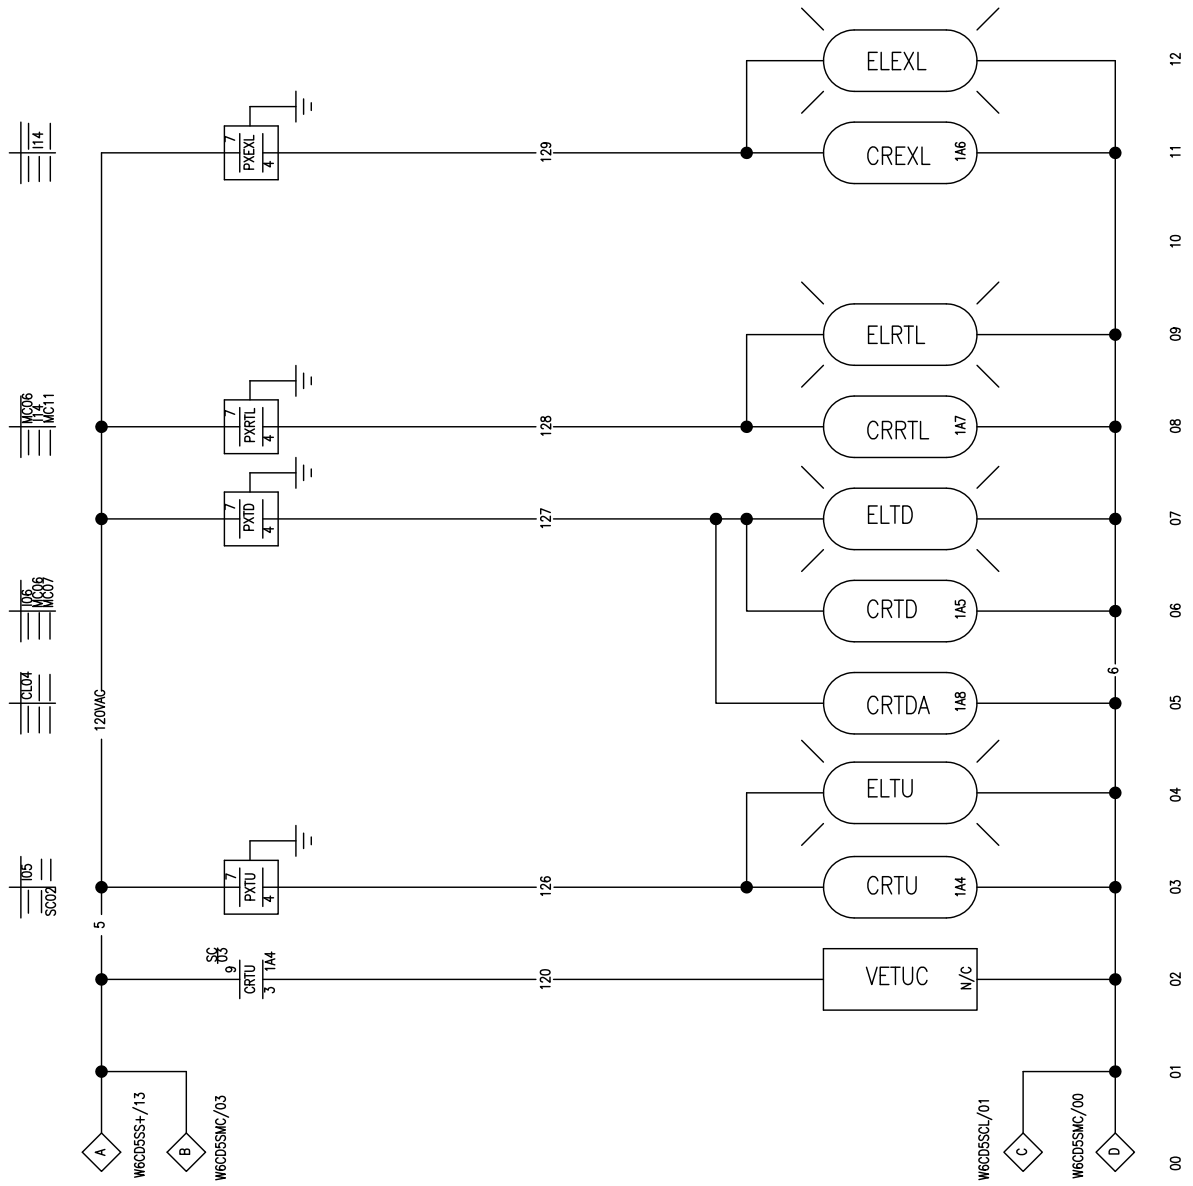 ELEXL
12
I14
7
PXEXL
4
129
CREXL
1A6
11
10
ELRTL
09
MC06
I14
MC11
7
PXRTL
4
128
CRRTL
1A7
08
7
PXTD
4
127
ELTD
07
I06
MC06
MC07
CRTD
1A5
06
6
CL04
120VAC
CRTDA
1A8
05
ELTU
04
I05
SC02
7
PXTU
4
126
CRTU
1A4
03
5
SC
03
9
CRTU
3
1A4
120
VETUC
N/C
02
01
A
W6CD5SS+/13
B
W6CD5SMC/03
W6CD5SCL/01
C
W6CD5SMC/00
D
00